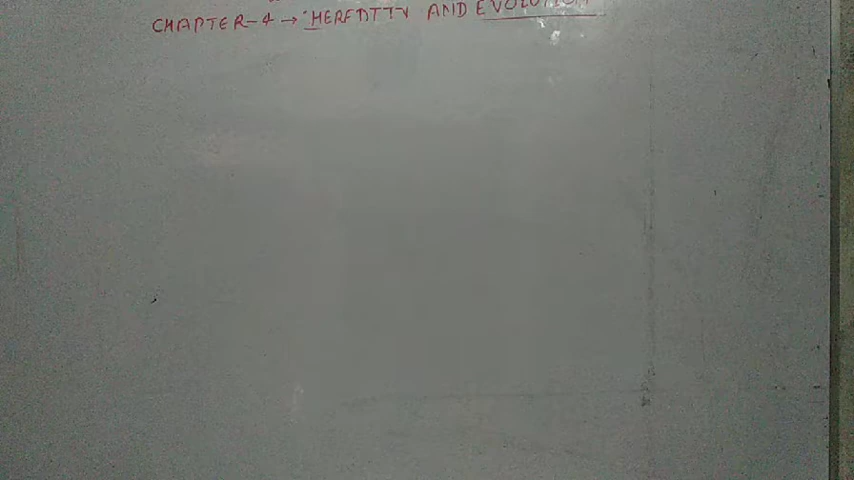 CHAPTER-4 → HEREDITY AND EVOLUTION